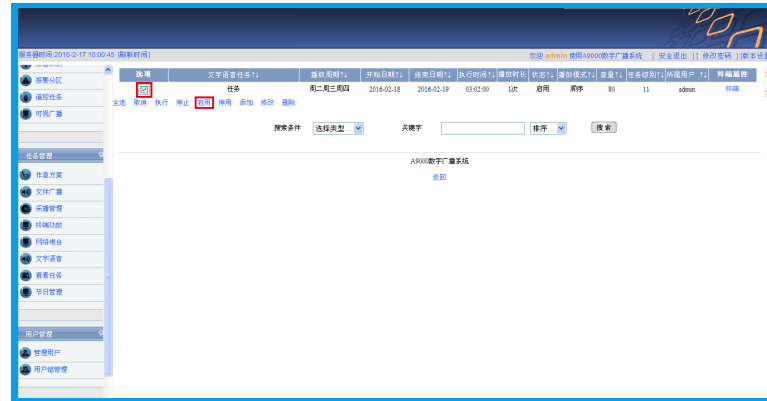 服务器时间:2016-2-17 10:00:45 [刷新时间]
欢迎 admin 使用A9000数字广播系统 | 安全退出 | | 修改密码 | [版本设置
报警分区
遥控任务
可视广播
任务管理
作息方案
文件广播
采播管理
终端功放
网络电台
文字语音
查看任务
节日管理
用户管理
管理用户
用户组管理
选项 文字语音任务↑↓ 播放周期↑↓ 开始日期↑↓ 结束日期↑↓ 执行时间↑↓ 播放时长 状态↑↓ 播放模式↑↓ 音量↑↓ 任务级别↑↓ 所属用户 ↑↓ 终端属性
任务 周二周三周四 2016-02-18 2016-02-19 03:02:00 1次 启用 顺序 80 11 admin 终端
全选 取消 执行 停止 启用 停用 添加 修改 删除
搜索条件 选择类型... 关键字 排序... 搜索
A9000数字广播系统
返回